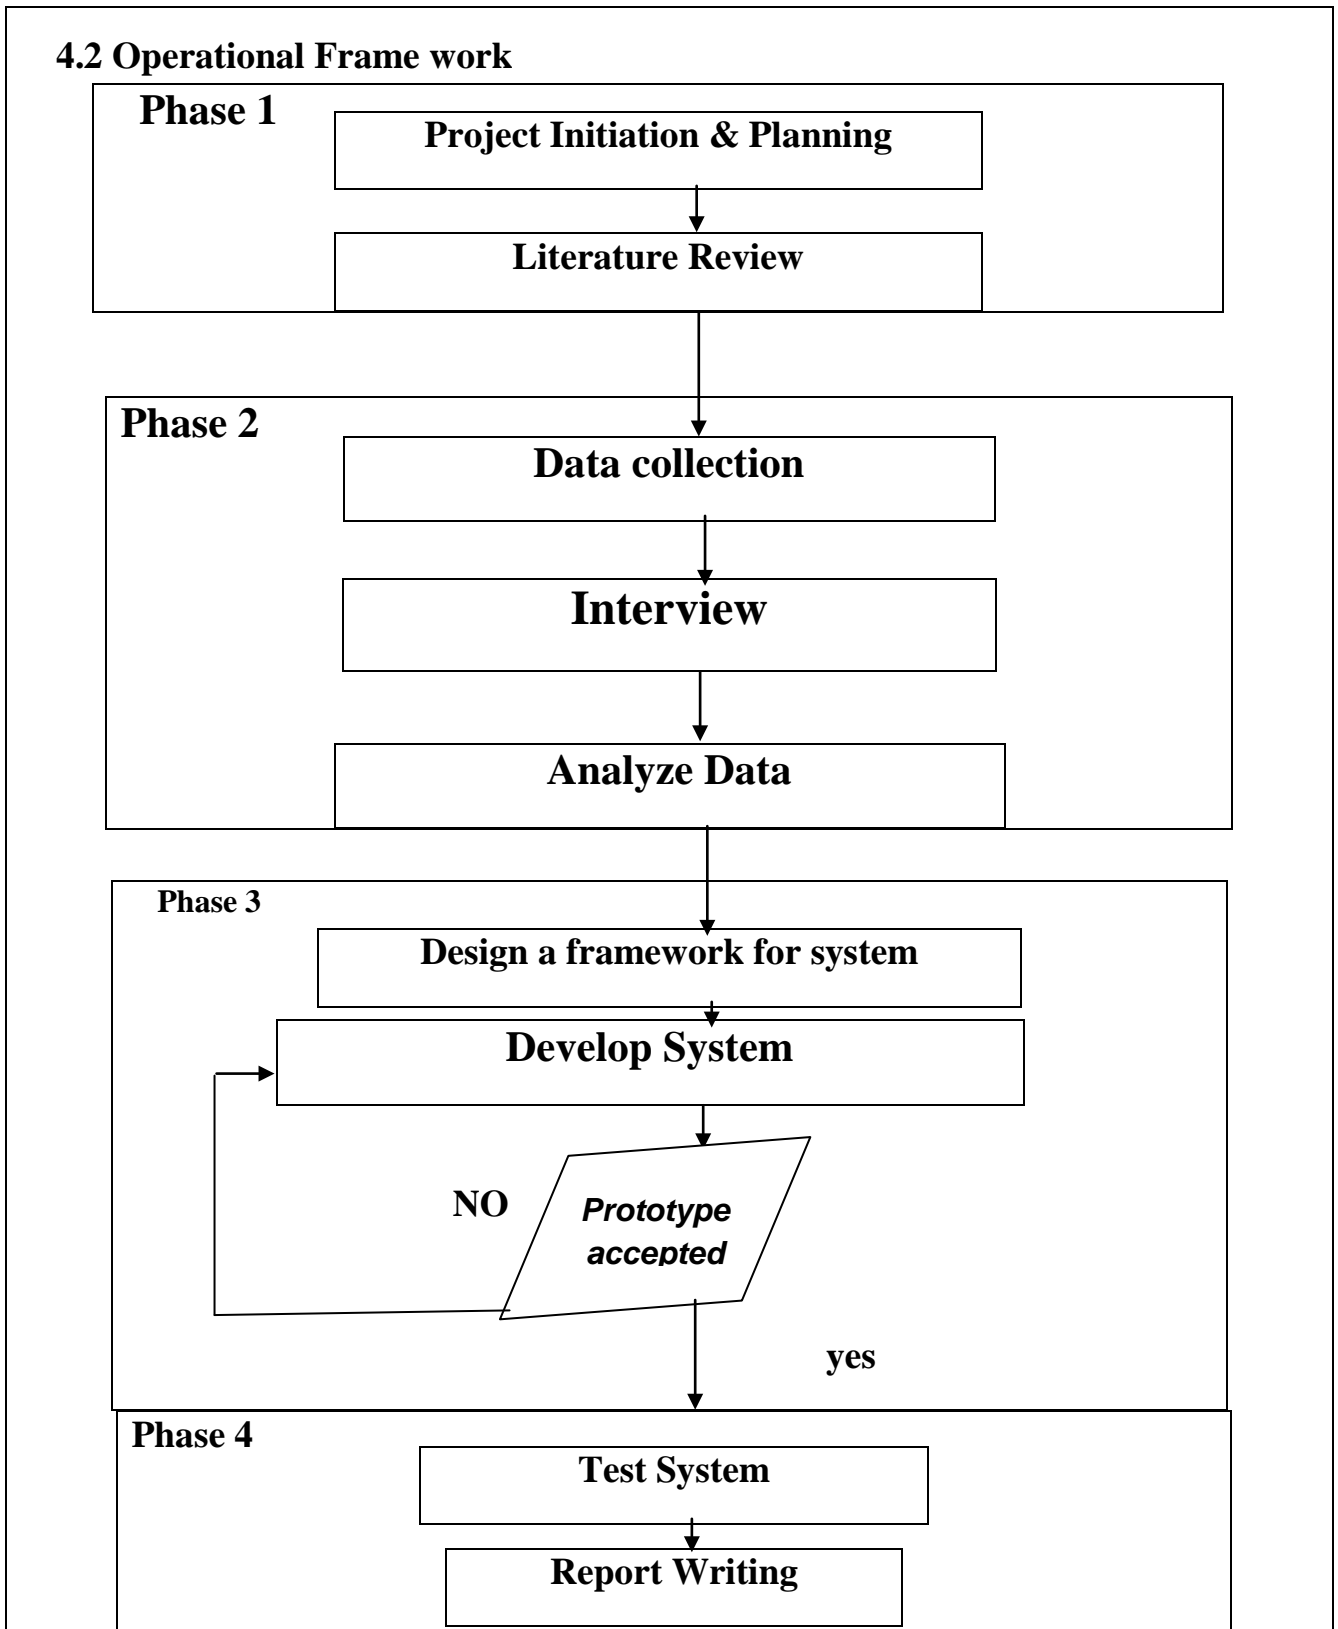 4.2 Operational Frame work
Phase 1
Project Initiation & Planning
Literature Review
Phase 2
Data collection
Interview
Analyze Data
Phase 3
Design a framework for system
Develop System
NO
Prototype
accepted
yes
Phase 4
Test System
Report Writing